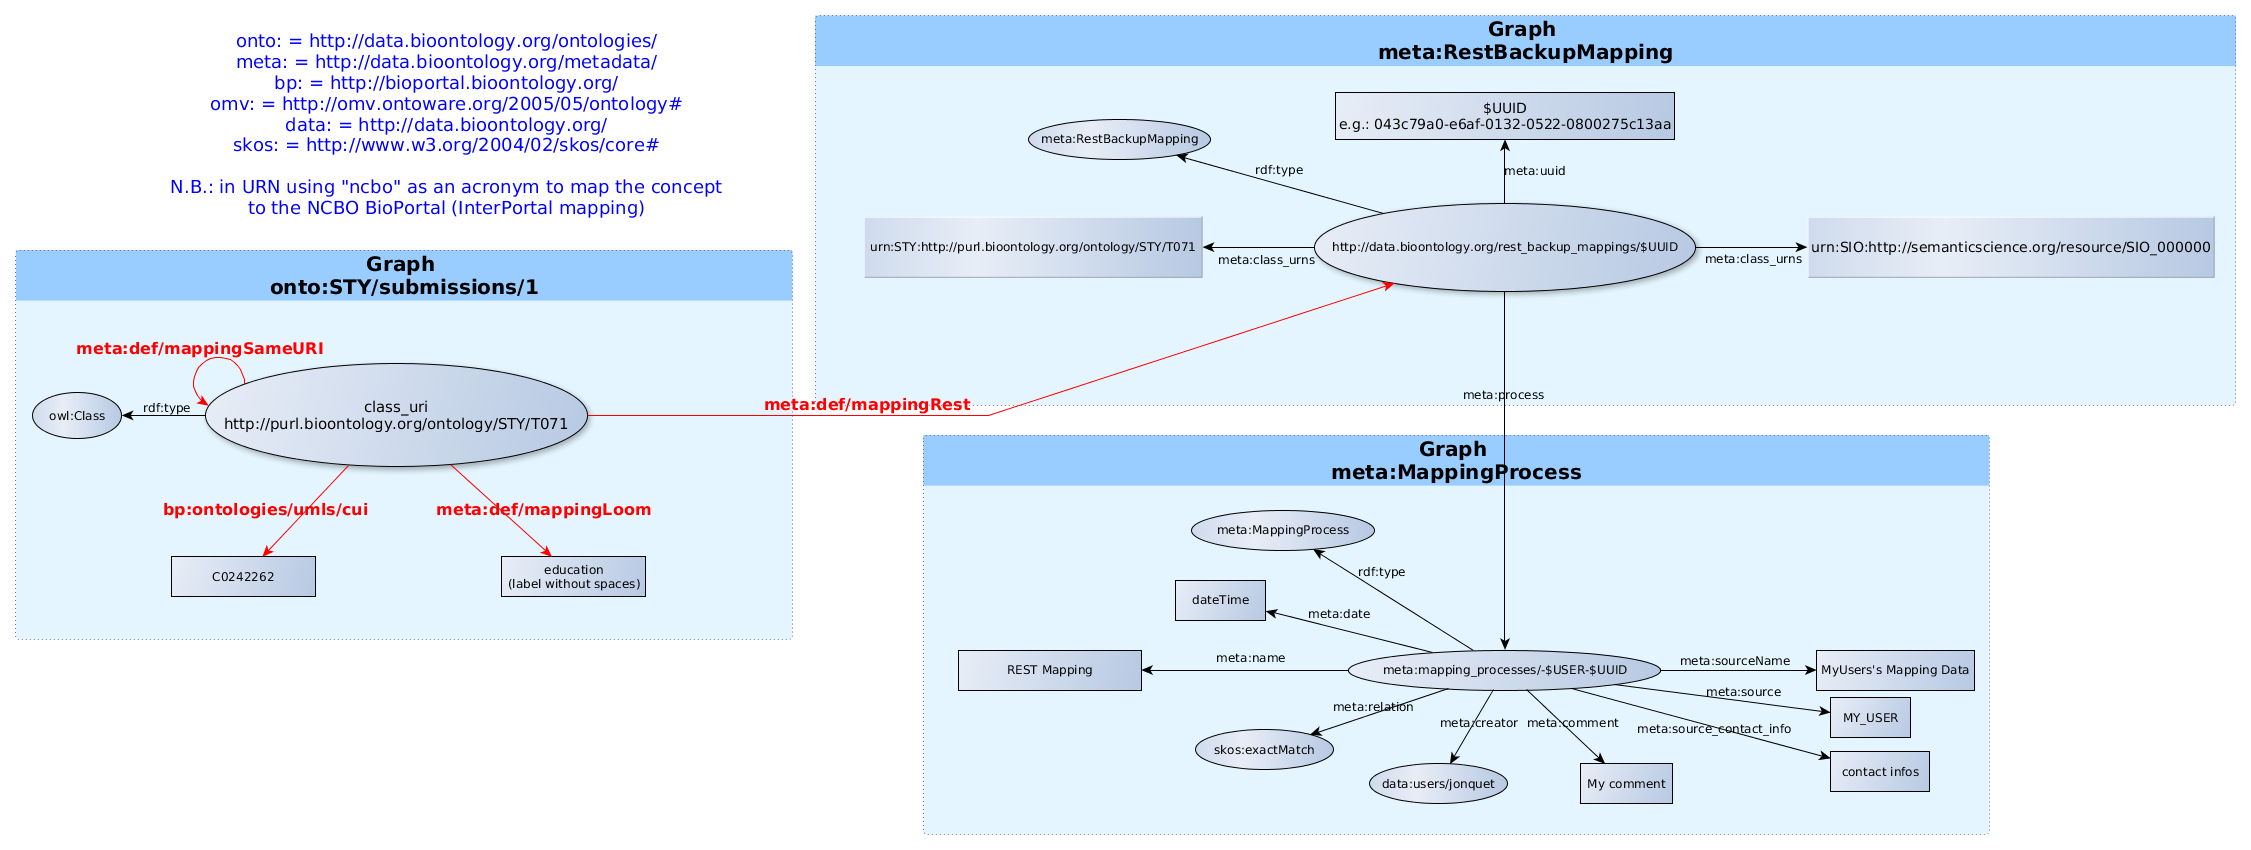 onto: = http://data.bioontology.org/ontologies/
meta: = http://data.bioontology.org/metadata/
bp: = http://bioportal.bioontology.org/
omv: = http://omv.ontoware.org/2005/05/ontology#
data: = http://data.bioontology.org/
skos: = http://www.w3.org/2004/02/skos/core#
N.B.: in URN using "ncbo" as an acronym to map the concept
to the NCBO BioPortal (InterPortal mapping)
Graph
meta:RestBackupMapping
$UUID
e.g.: 043c79a0-e6af-0132-0522-0800275c13aa
meta:RestBackupMapping
rdf:type
meta:uuid
urn:STY:http://purl.bioontology.org/ontology/STY/T071
meta:class_urns
http://data.bioontology.org/rest_backup_mappings/$UUID
meta:class_urns
urn:SIO:http://semanticscience.org/resource/SIO_000000
meta:process
Graph
onto:STY/submissions/1
meta:def/mappingSameURI
owl:Class
rdf:type
class_uri
http://purl.bioontology.org/ontology/STY/T071
meta:def/mappingRest
bp:ontologies/umls/cui
meta:def/mappingLoom
C0242262
education
(label without spaces)
Graph
meta:MappingProcess
meta:MappingProcess
rdf:type
dateTime
meta:date
REST Mapping
meta:name
meta:mapping_processes/-$USER-$UUID
meta:sourceName
MyUsers's Mapping Data
meta:source
MY_USER
meta:relation
meta:creator
meta:comment
meta:source_contact_info
skos:exactMatch
data:users/jonquet
My comment
contact infos